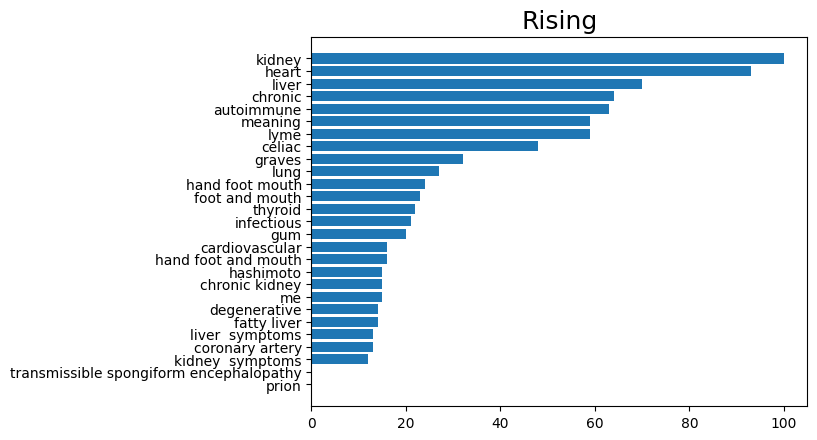 Rising
kidney
heart
liver
chronic
autoimmune
meaning
lyme
celiac
graves
lung
hand foot mouth
foot and mouth
thyroid
infectious
gum
cardiovascular
hand foot and mouth
hashimoto
chronic kidney
me
degenerative
fatty liver
liver  symptoms
coronary artery
kidney  symptoms
transmissible spongiform encephalopathy
prion
0 20 40 60 80 100